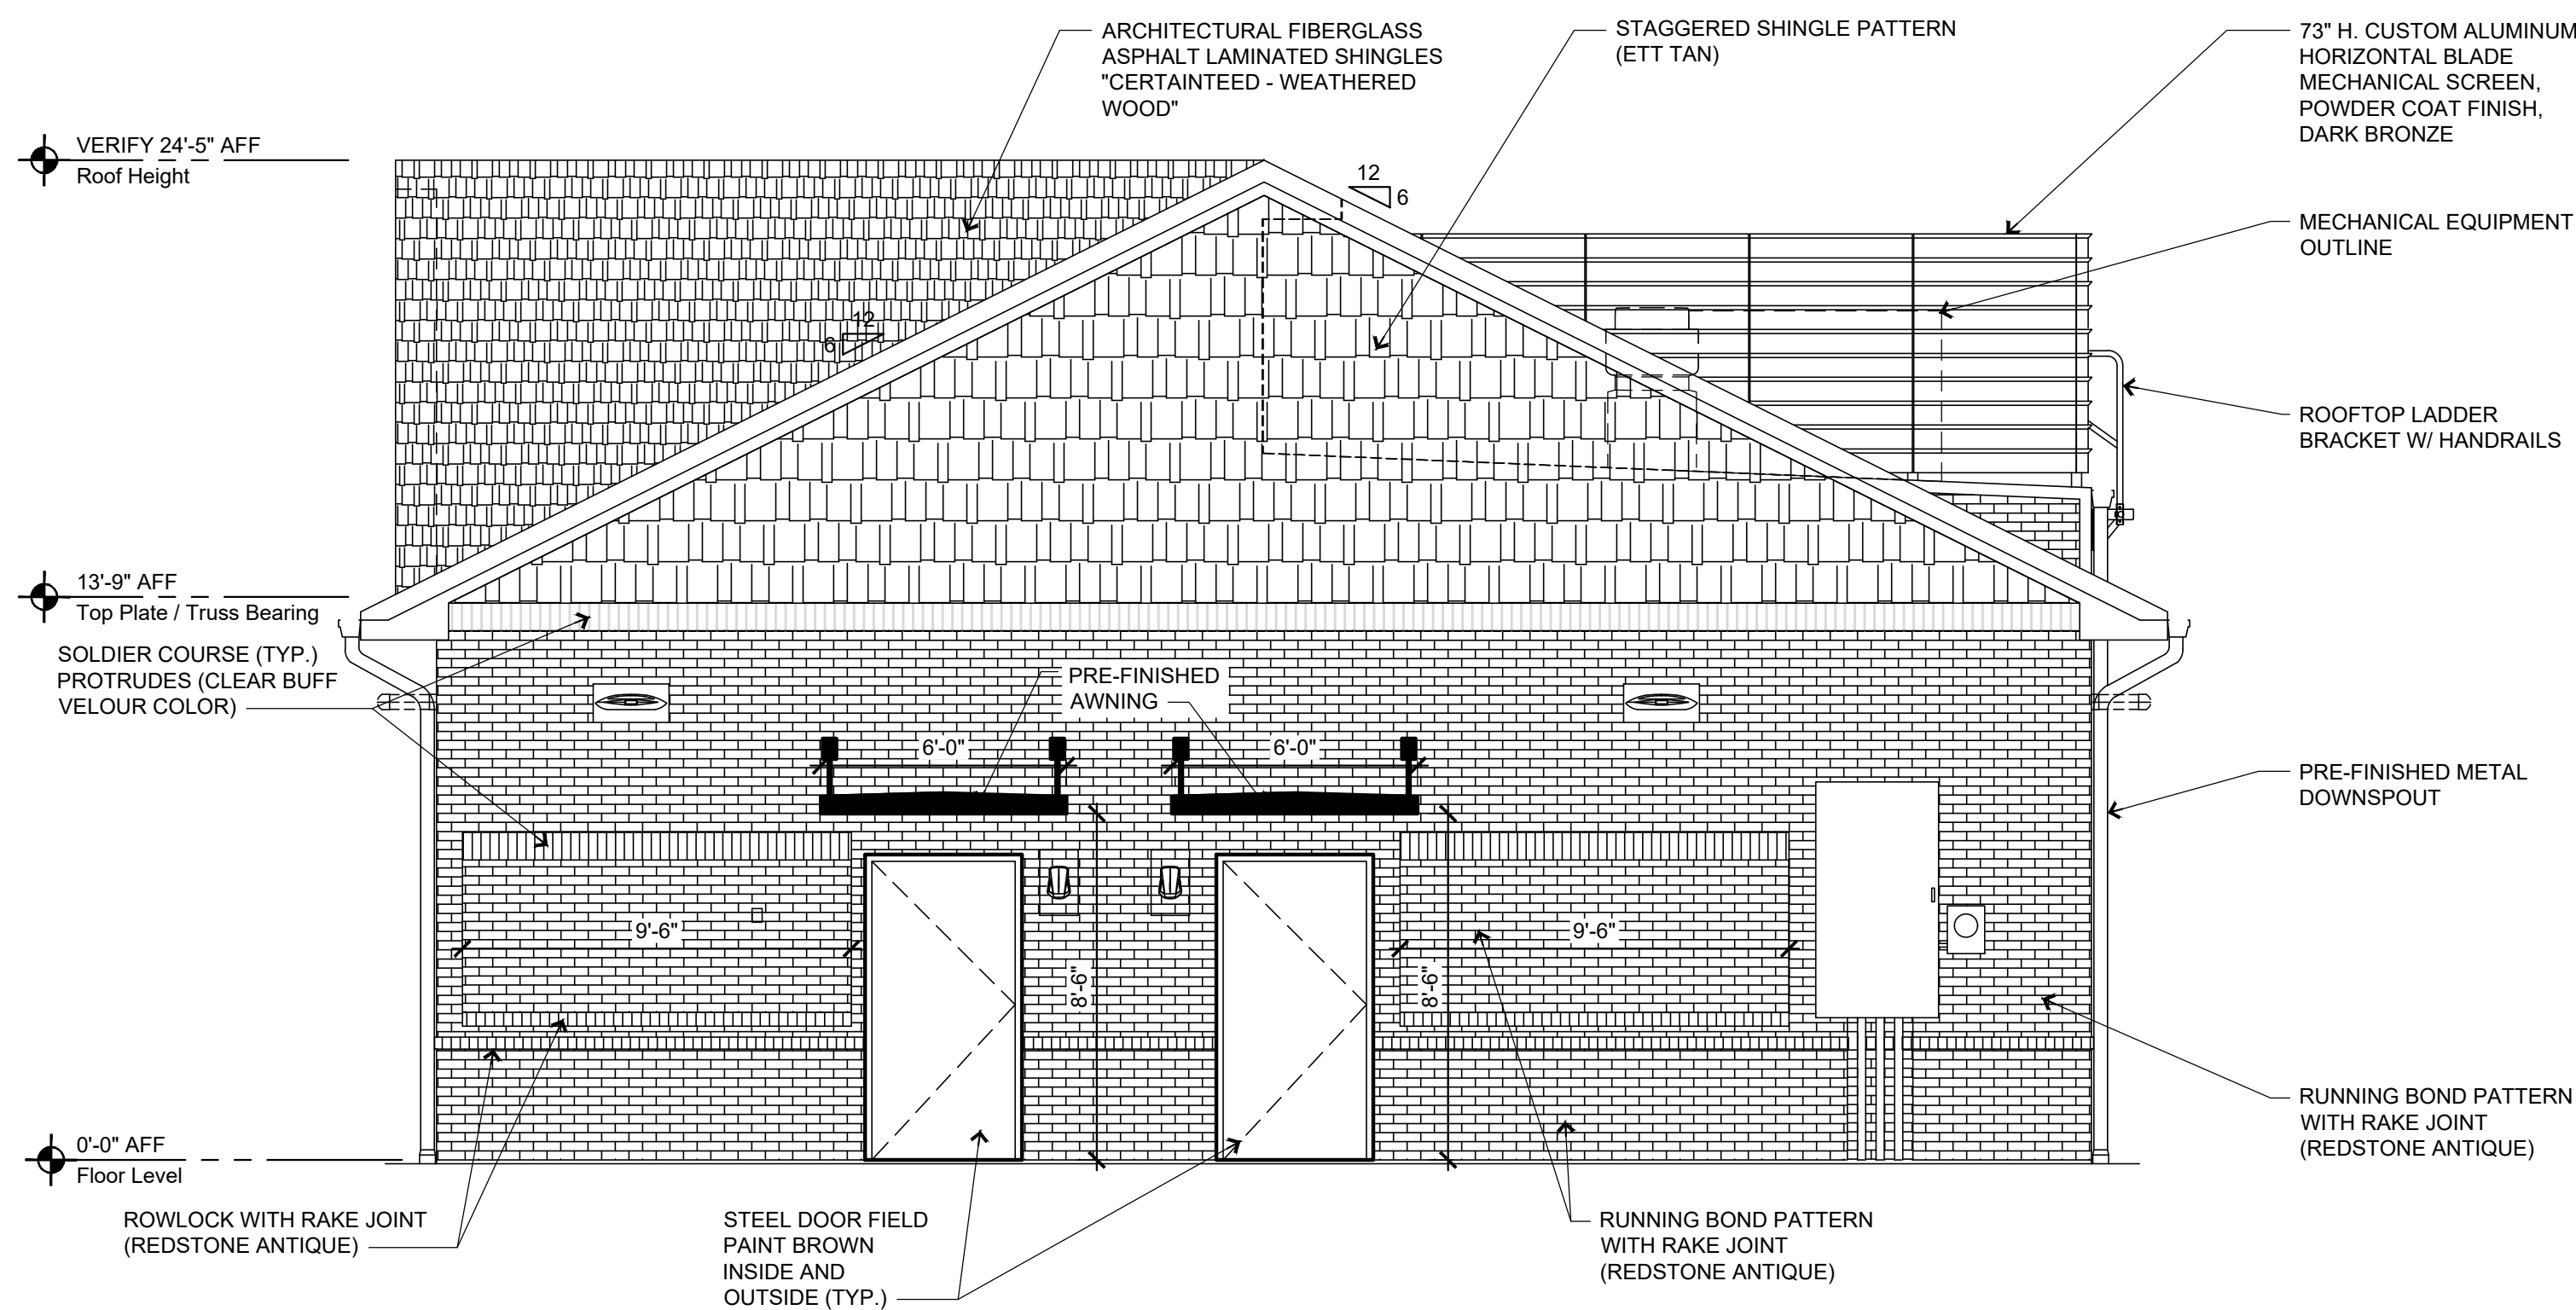 ARCHITECTURAL FIBERGLASS
ASPHALT LAMINATED SHINGLES
"CERTAINTEED - WEATHERED
WOOD"
STAGGERED SHINGLE PATTERN
(ETT TAN)
73" H. CUSTOM ALUMINUM
HORIZONTAL BLADE
MECHANICAL SCREEN,
POWDER COAT FINISH,
DARK BRONZE
VERIFY 24'-5" AFF
Roof Height
12
6
MECHANICAL EQUIPMENT
OUTLINE
12
6
ROOFTOP LADDER
BRACKET W/ HANDRAILS
13'-9" AFF
Top Plate / Truss Bearing
SOLDIER COURSE (TYP.)
PROTRUDES (CLEAR BUFF
VELOUR COLOR)
PRE-FINISHED
AWNING
6'-0"
6'-0"
PRE-FINISHED METAL
DOWNSPOUT
9'-6"
9'-6"
8'-6"
8'-6"
RUNNING BOND PATTERN
WITH RAKE JOINT
(REDSTONE ANTIQUE)
0'-0" AFF
Floor Level
ROWLOCK WITH RAKE JOINT
(REDSTONE ANTIQUE)
STEEL DOOR FIELD
PAINT BROWN
INSIDE AND
OUTSIDE (TYP.)
RUNNING BOND PATTERN
WITH RAKE JOINT
(REDSTONE ANTIQUE)